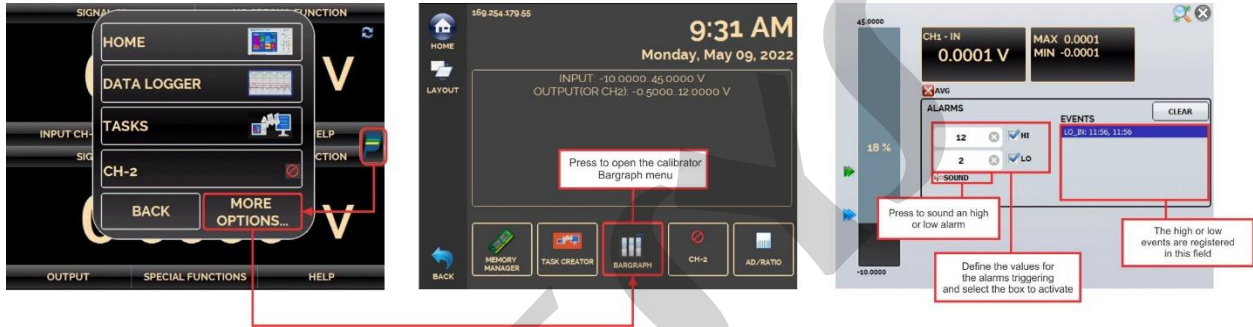 SIGNA
FUNCTION
HOME
DATA LOGGER
TASKS
CH-2
BACK
MORE
OPTIONS...
V
INPUT CH-
ELP
SIG
CTION
V
OUTPUT
SPECIAL FUNCTIONS
HELP
169.254.179.55
9:31 AM
Monday, May 09, 2022
HOME
LAYOUT
INPUT: -10.0000..45.0000 V
OUTPUT(OR CH2): -0.5000..12.0000 V
Press to open the calibrator
Bargraph menu
BACK
MEMORY
MANAGER
TASK CREATOR
BARGRAPH
CH-2
AD/RATIO
45.0000
18 %
-10.0000
CH1 - IN
0.0001 V
MAX 0.0001
MIN -0.0001
AVG
ALARMS
12
HI
2
LO
SOUND
EVENTS
CLEAR
LO_IN: 11:56, 11:56
Press to sound an high
or low alarm
Define the values for
the alarms triggering
and select the box to activate
The high or low
events are registered
in this field